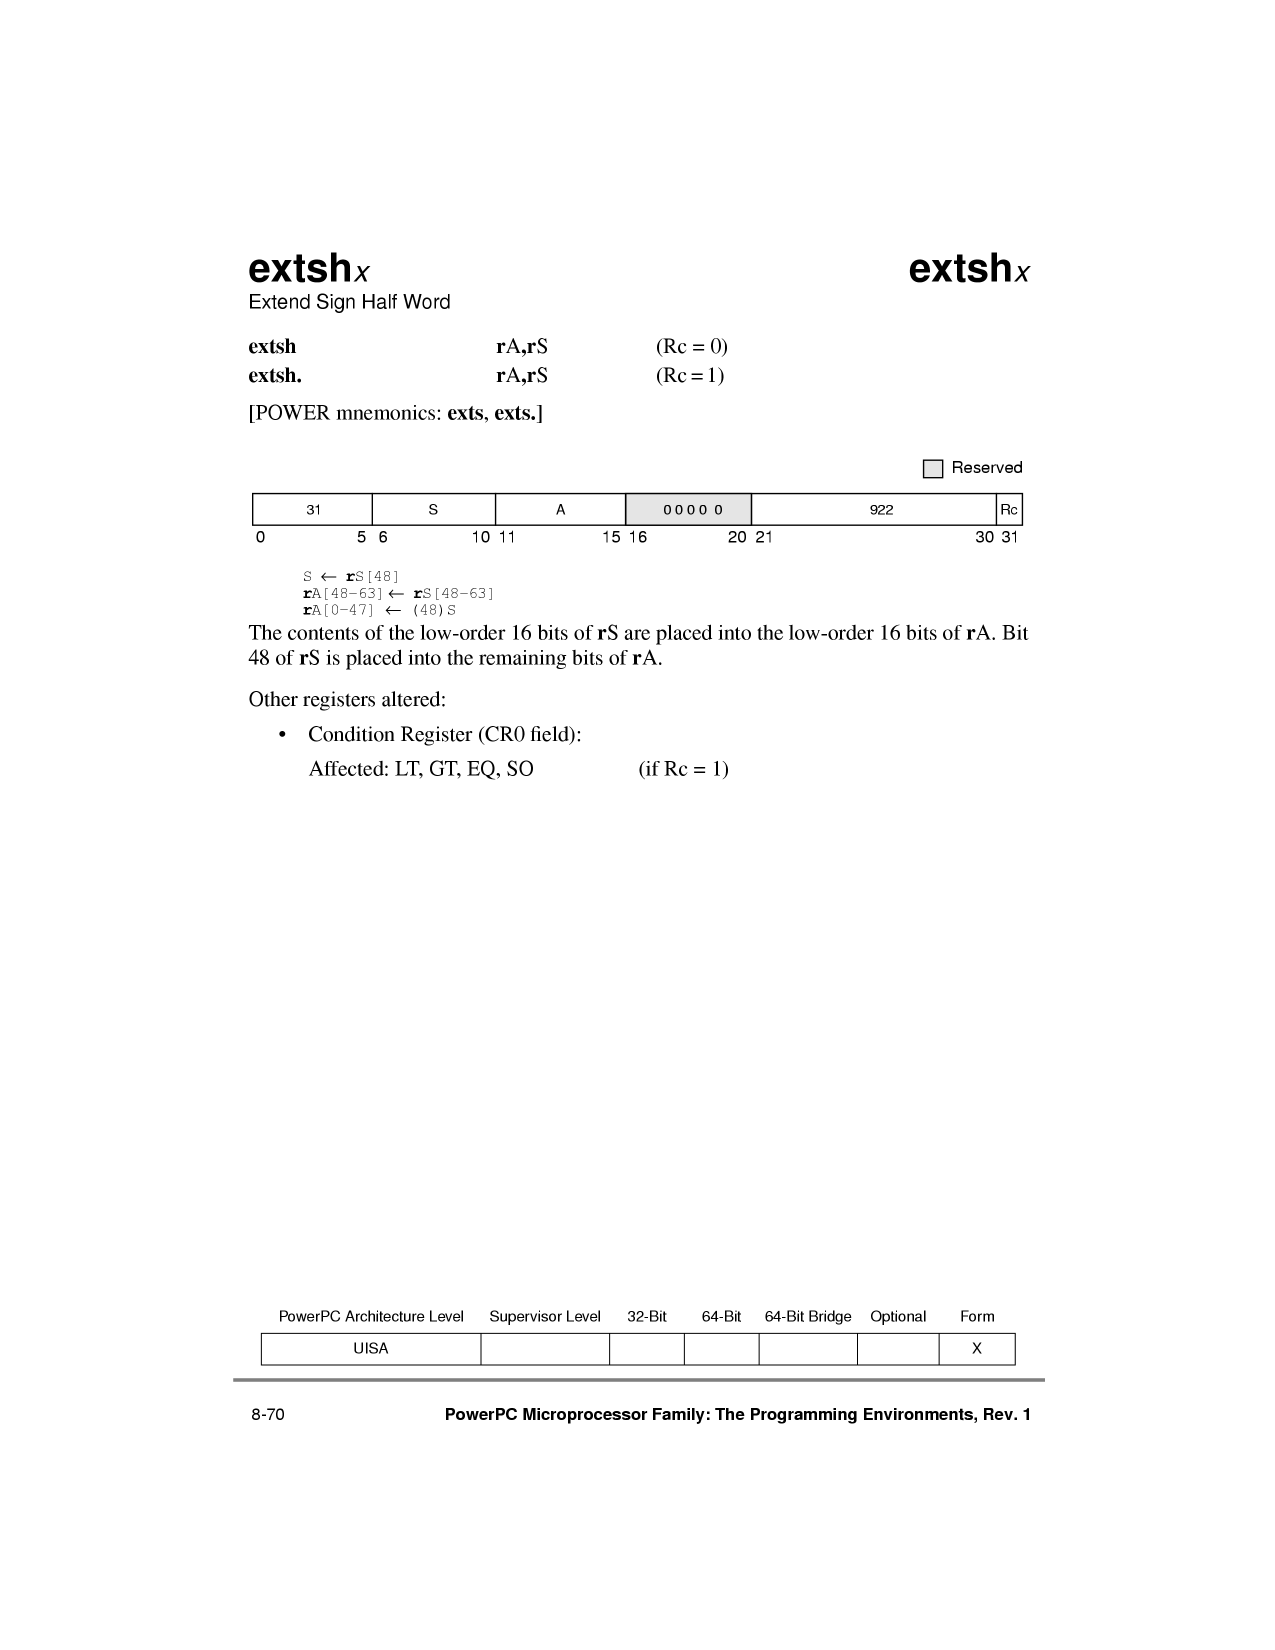 extshx extshx
Extend Sign Half Word
extsh rA,rS (Rc = 0)
extsh. rA,rS (Rc = 1)
[POWER mnemonics: exts, exts.]
Reserved
31 S A 0 0 0 0 0 922 Rc
0 5 6 10 11 15 16 20 21 30 31
S ← rS[48]
rA[48–63] ← rS[48–63]
rA[0–47] ← (48)S
The contents of the low-order 16 bits of rS are placed into the low-order 16 bits of rA. Bit
48 of rS is placed into the remaining bits of rA.
Other registers altered:
• Condition Register (CR0 field):
Affected: LT, GT, EQ, SO (if Rc = 1)
PowerPC Architecture Level Supervisor Level 32-Bit 64-Bit 64-Bit Bridge Optional Form
UISA X
8-70 PowerPC Microprocessor Family: The Programming Environments, Rev. 1